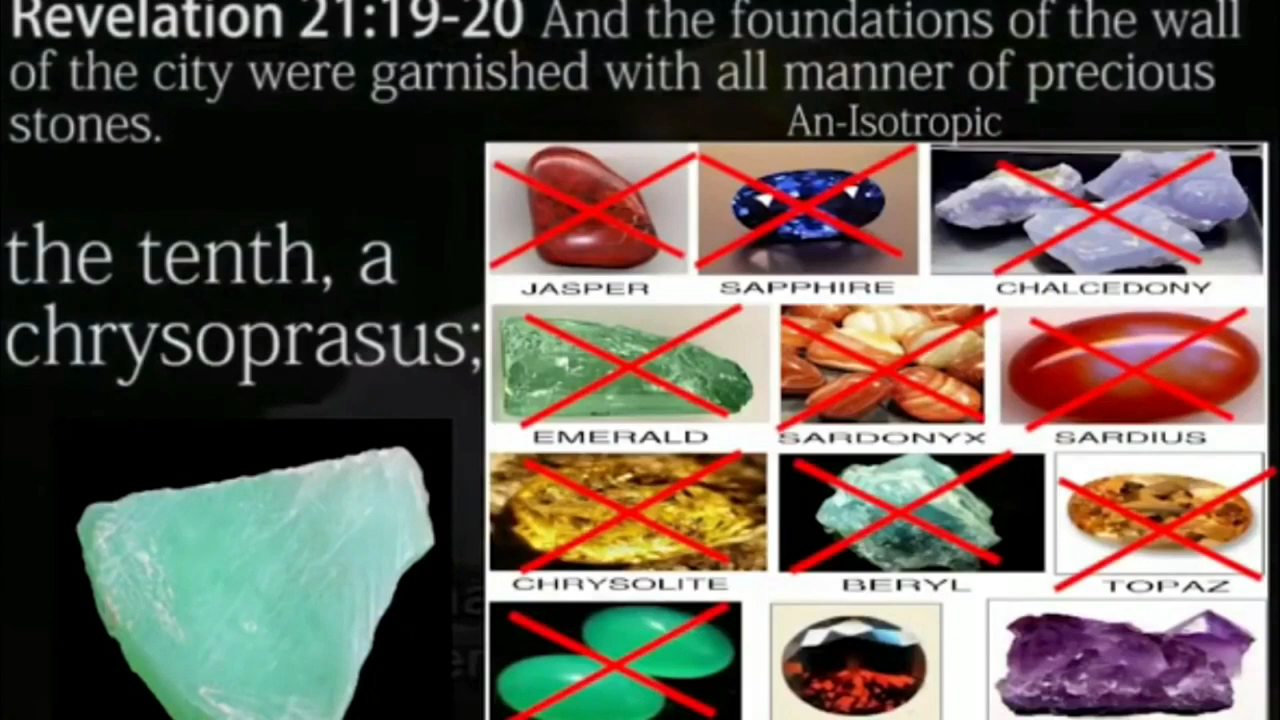 Revelation 21:19-20 And the foundations of the wall
of the city were garnished with all manner of precious
stones.
An-Isotropic
the tenth, a
chrysoprasus;
JASPER
SAPPHIRE
CHALCEDONY
EMERALD
SARDONYX
SARDIUS
CHRYSOLITE
BERYL
TOPAZ